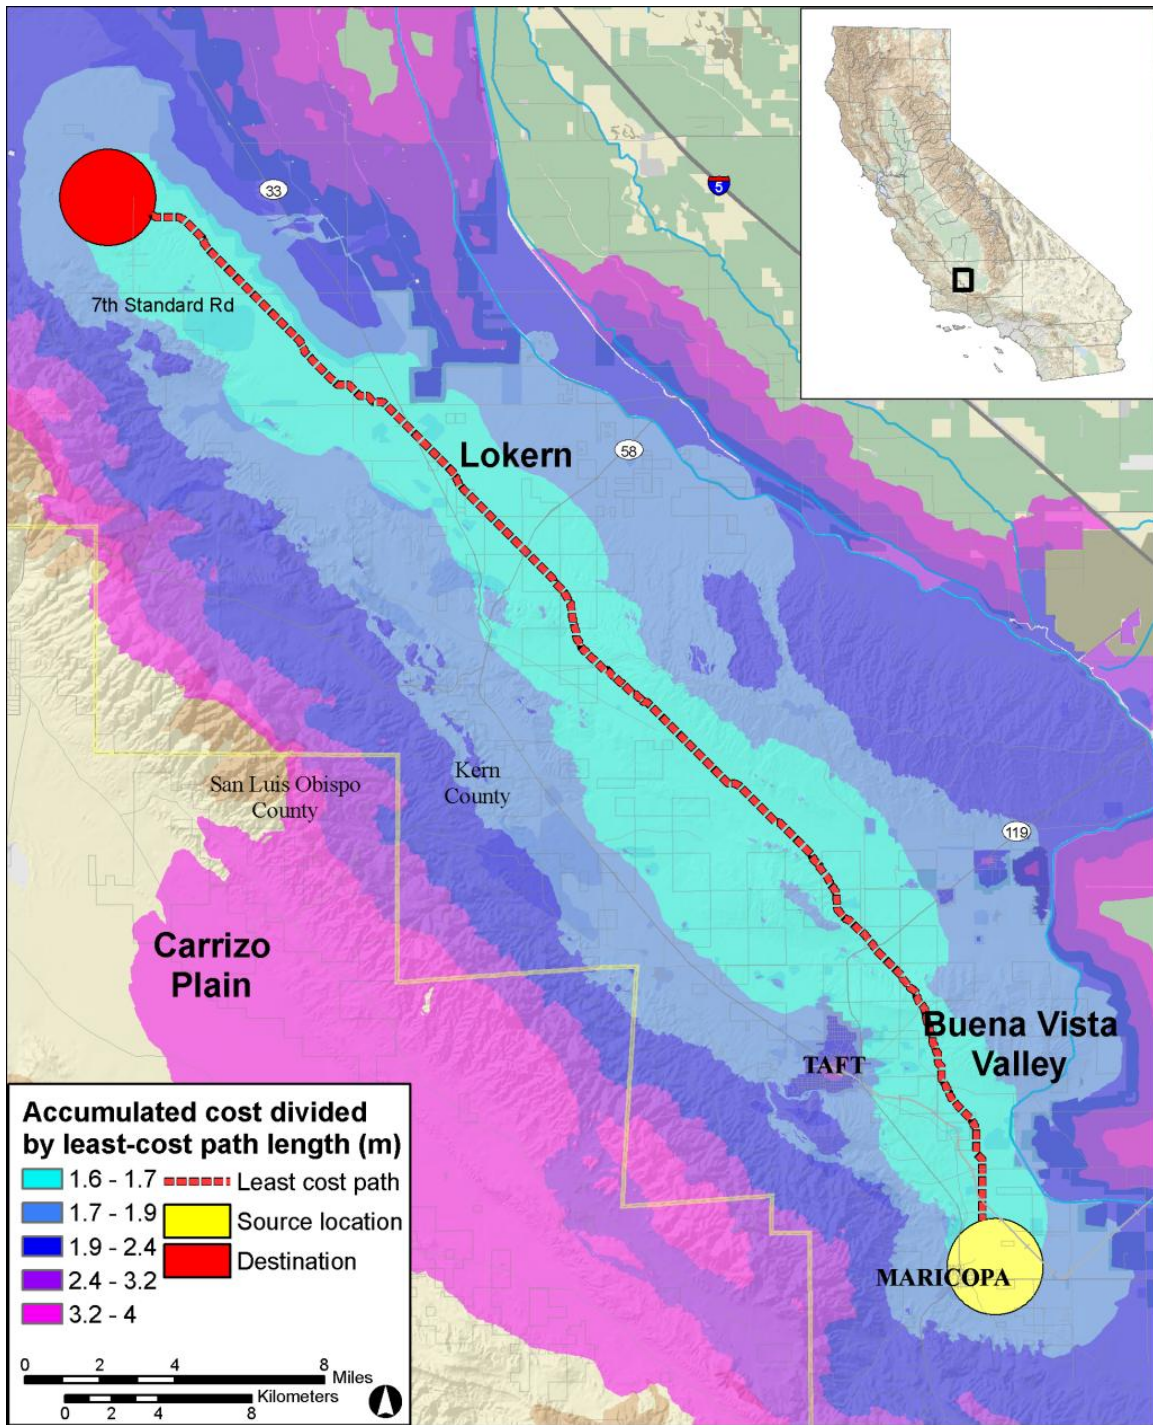 5
33
7th Standard Rd
Lokern
58
San Luis Obispo
County
Kern
County
119
Carrizo
Plain
Buena Vista
Valley
TAFT
MARICOPA
Accumulated cost divided
by least-cost path length (m)
1.6 - 1.7
Least cost path
1.7 - 1.9
Source location
1.9 - 2.4
Destination
2.4 - 3.2
3.2 - 4
0 2 4 8
Miles
Kilometers
0 2 4 8